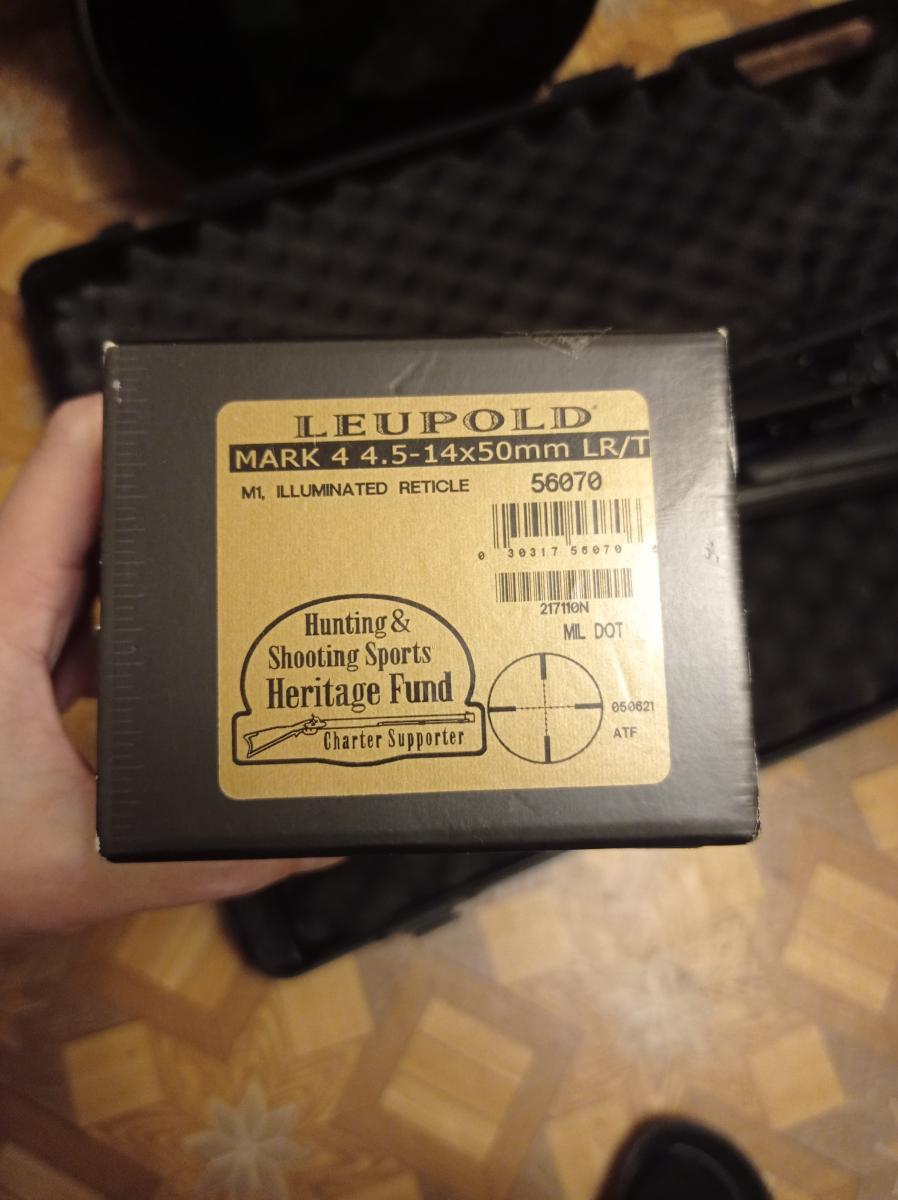 LEUPOLD
MARK 4 4.5-14x50mm LR/T
M1, ILLUMINATED RETICLE
56070
0 30317 56070
217110N
MIL DOT
Hunting &
Shooting Sports
Heritage Fund
Charter Supporter
050621
ATF